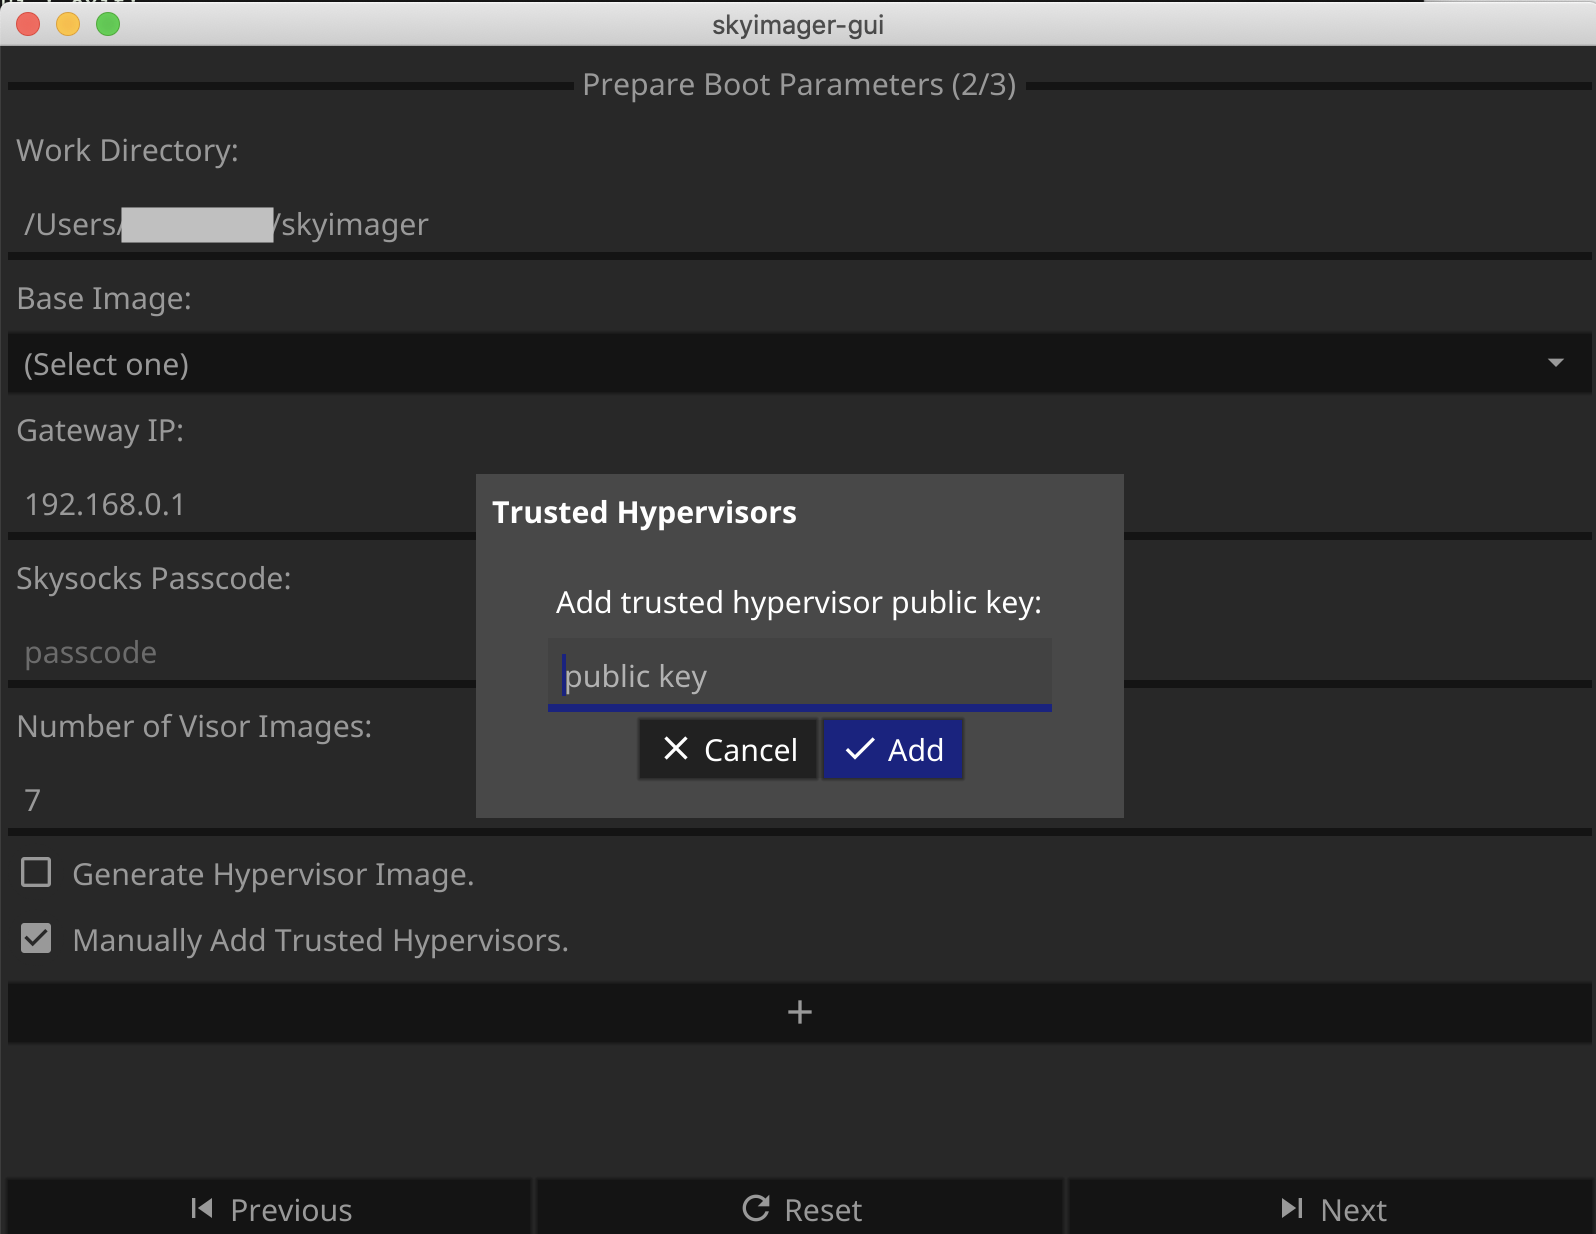 skyimager-gui
Prepare Boot Parameters (2/3)
Work Directory:
/Users/ /skyimager
Base Image:
(Select one)
Gateway IP:
192.168.0.1
Skysocks Passcode:
passcode
Number of Visor Images:
7
Trusted Hypervisors
Add trusted hypervisor public key:
public key
Cancel Add
Generate Hypervisor Image.
Manually Add Trusted Hypervisors.
+
Previous Reset Next